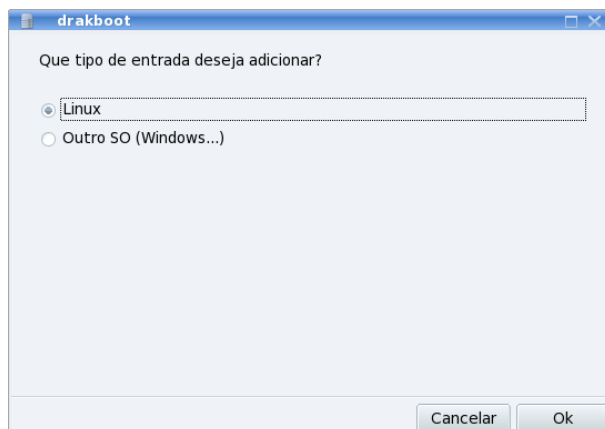 drakboot
Que tipo de entrada deseja adicionar?
Linux
Outro SO (Windows...)
Cancelar
Ok